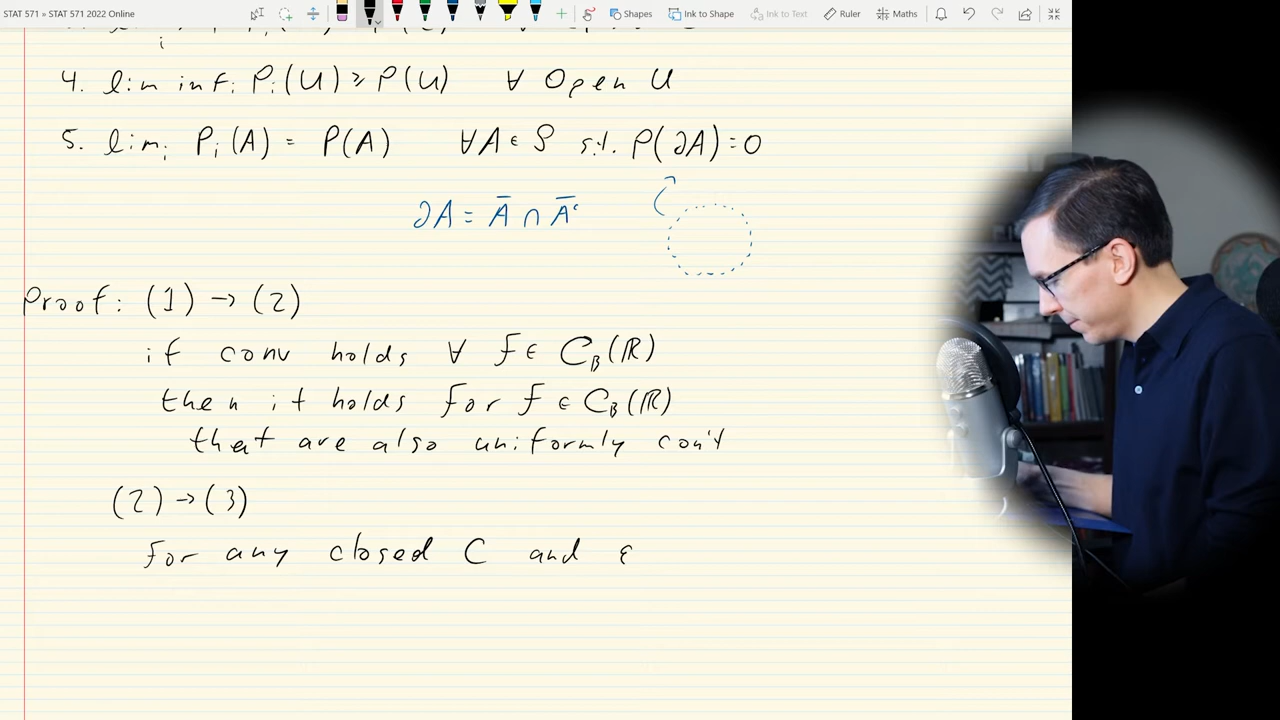 STAT 571 » STAT 571 2022 Online
Shapes Ink to Shape Ink to Text Ruler Maths
4. lim inf_i P_i(U) ≥ P(U) ∀ Open U
5. lim_i P_i(A) = P(A) ∀A ∈ S s.t. P(∂A)=0
∂A = Ā ∩ Ā^c
Proof: (1) → (2)
if conv holds ∀ f ∈ C_B(ℝ)
then it holds for f ∈ C_B(ℝ)
that are also uniformly con't
(2) → (3)
For any closed C and ε